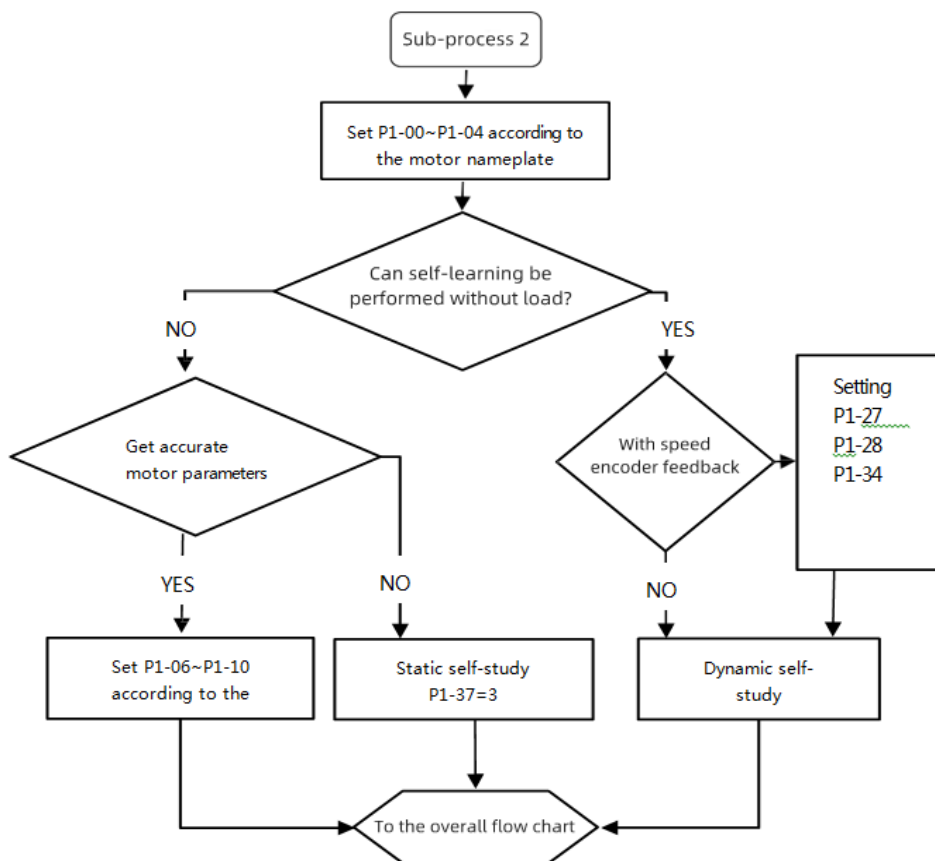 Sub-process 2
Set P1-00~P1-04 according to
the motor nameplate
Can self-learning be
performed without load?
NO
YES
Get accurate
motor parameters
With speed
encoder feedback
Setting
P1-27
P1-28
P1-34
YES
NO
NO
Set P1-06~P1-10
according to the
Static self-study
P1-37=3
Dynamic self-
study
To the overall flow chart